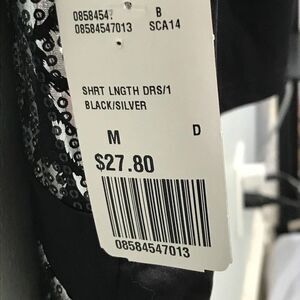 08584547 B
08584547013 SCA14
SHRT LNGTH DRS/1
BLACK/SILVER
M D
$27.80
08584547013